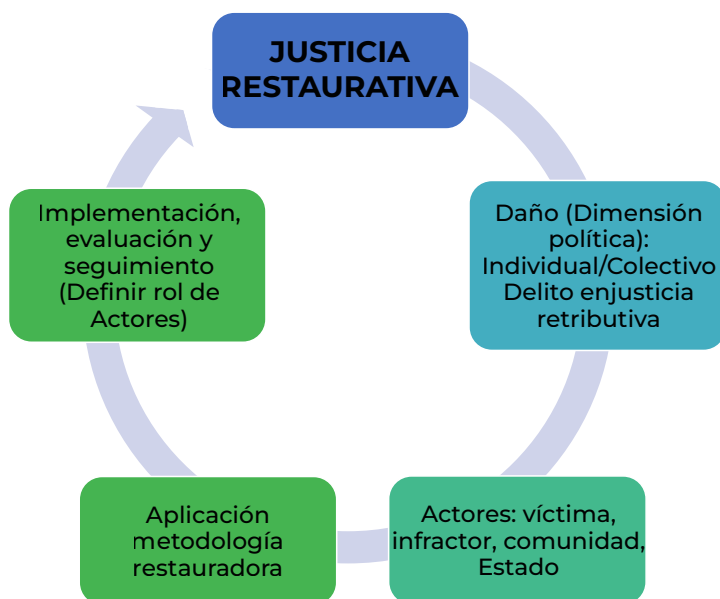 JUSTICIA
RESTAURATIVA
Daño (Dimensión
política):
Individual/Colectivo
Delito enjusticia
retributiva
Actores: víctima,
infractor, comunidad,
Estado
Aplicación
metodología
restauradora
Implementación,
evaluación y
seguimiento
(Definir rol de
Actores)